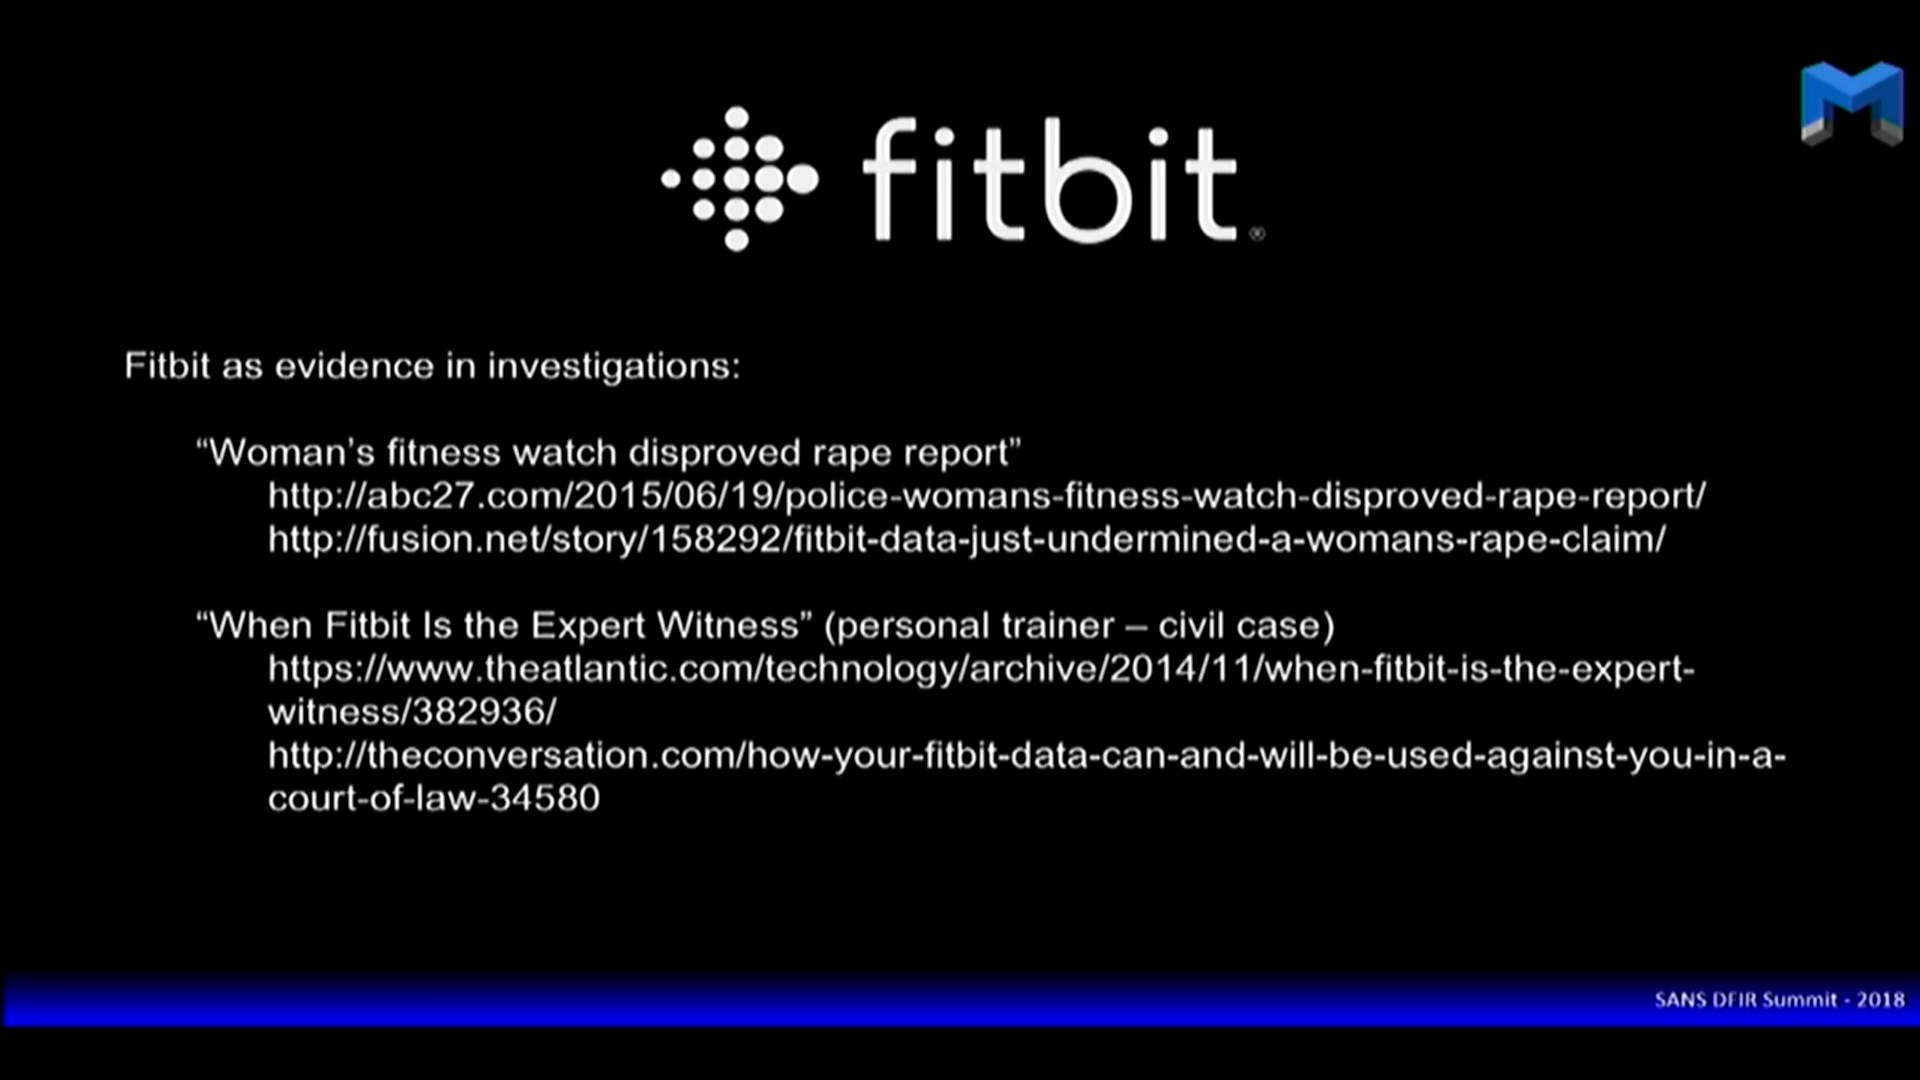 fitbit®
Fitbit as evidence in investigations:
“Woman’s fitness watch disproved rape report”
http://abc27.com/2015/06/19/police-womans-fitness-watch-disproved-rape-report/
http://fusion.net/story/158292/fitbit-data-just-undermined-a-womans-rape-claim/
“When Fitbit Is the Expert Witness” (personal trainer – civil case)
https://www.theatlantic.com/technology/archive/2014/11/when-fitbit-is-the-expert-
witness/382936/
http://theconversation.com/how-your-fitbit-data-can-and-will-be-used-against-you-in-a-
court-of-law-34580
SANS DFIR Summit - 2018